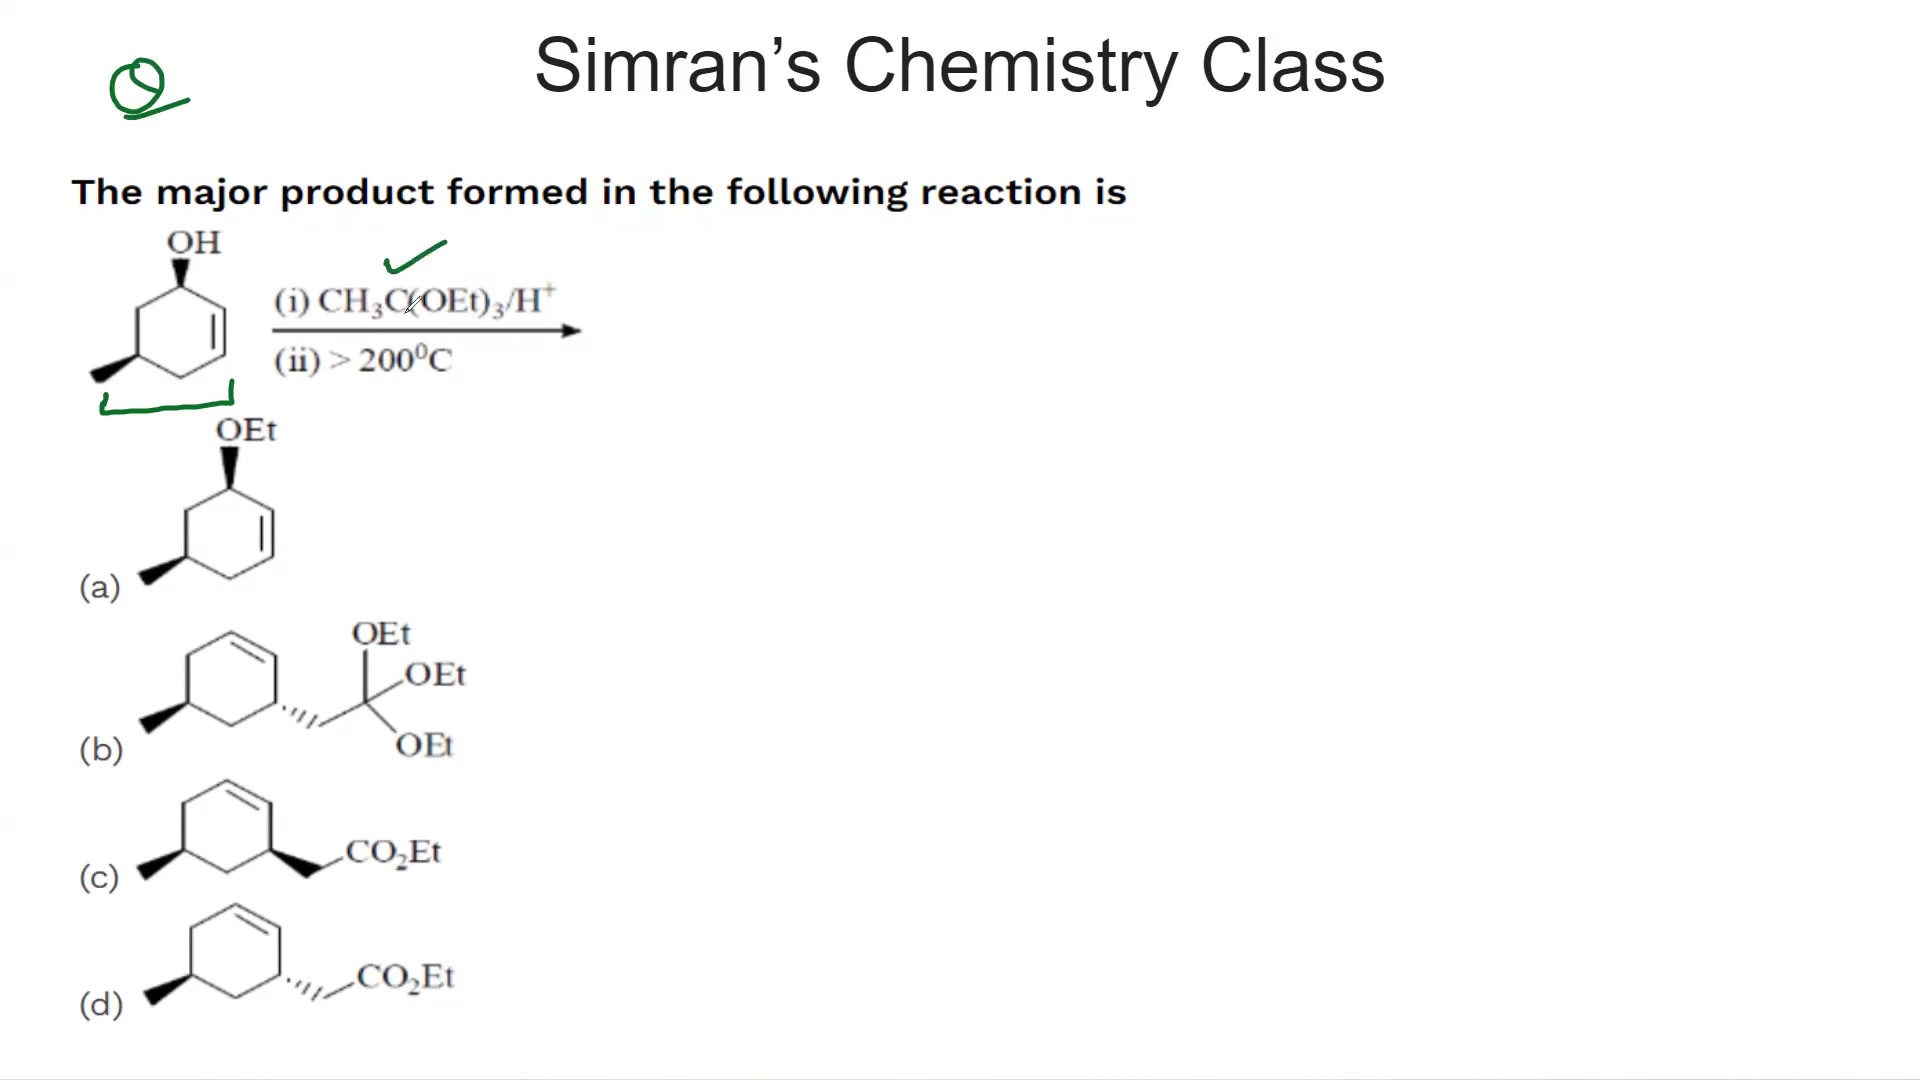 Simran's Chemistry Class
Q
The major product formed in the following reaction is
OH
(i) CH₃C(OEt)₃/H⁺
(ii) > 200⁰C
OEt
(a)
OEt
OEt
OEt
(b)
CO₂Et
(c)
CO₂Et
(d)